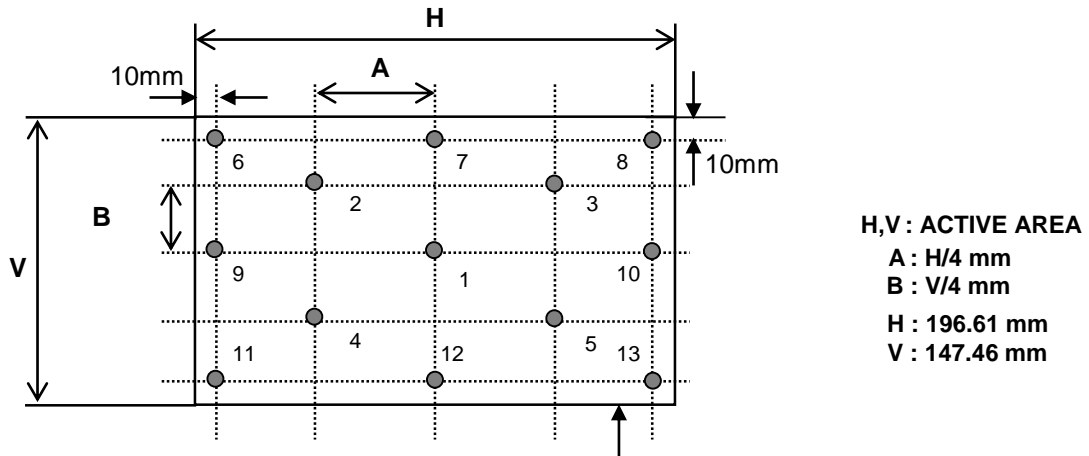 H
A
10mm
6
7
8
10mm
2
3
B
H,V : ACTIVE AREA
V
9
1
10
A : H/4 mm
B : V/4 mm
H : 196.61 mm
4
5
11
12
13
V : 147.46 mm